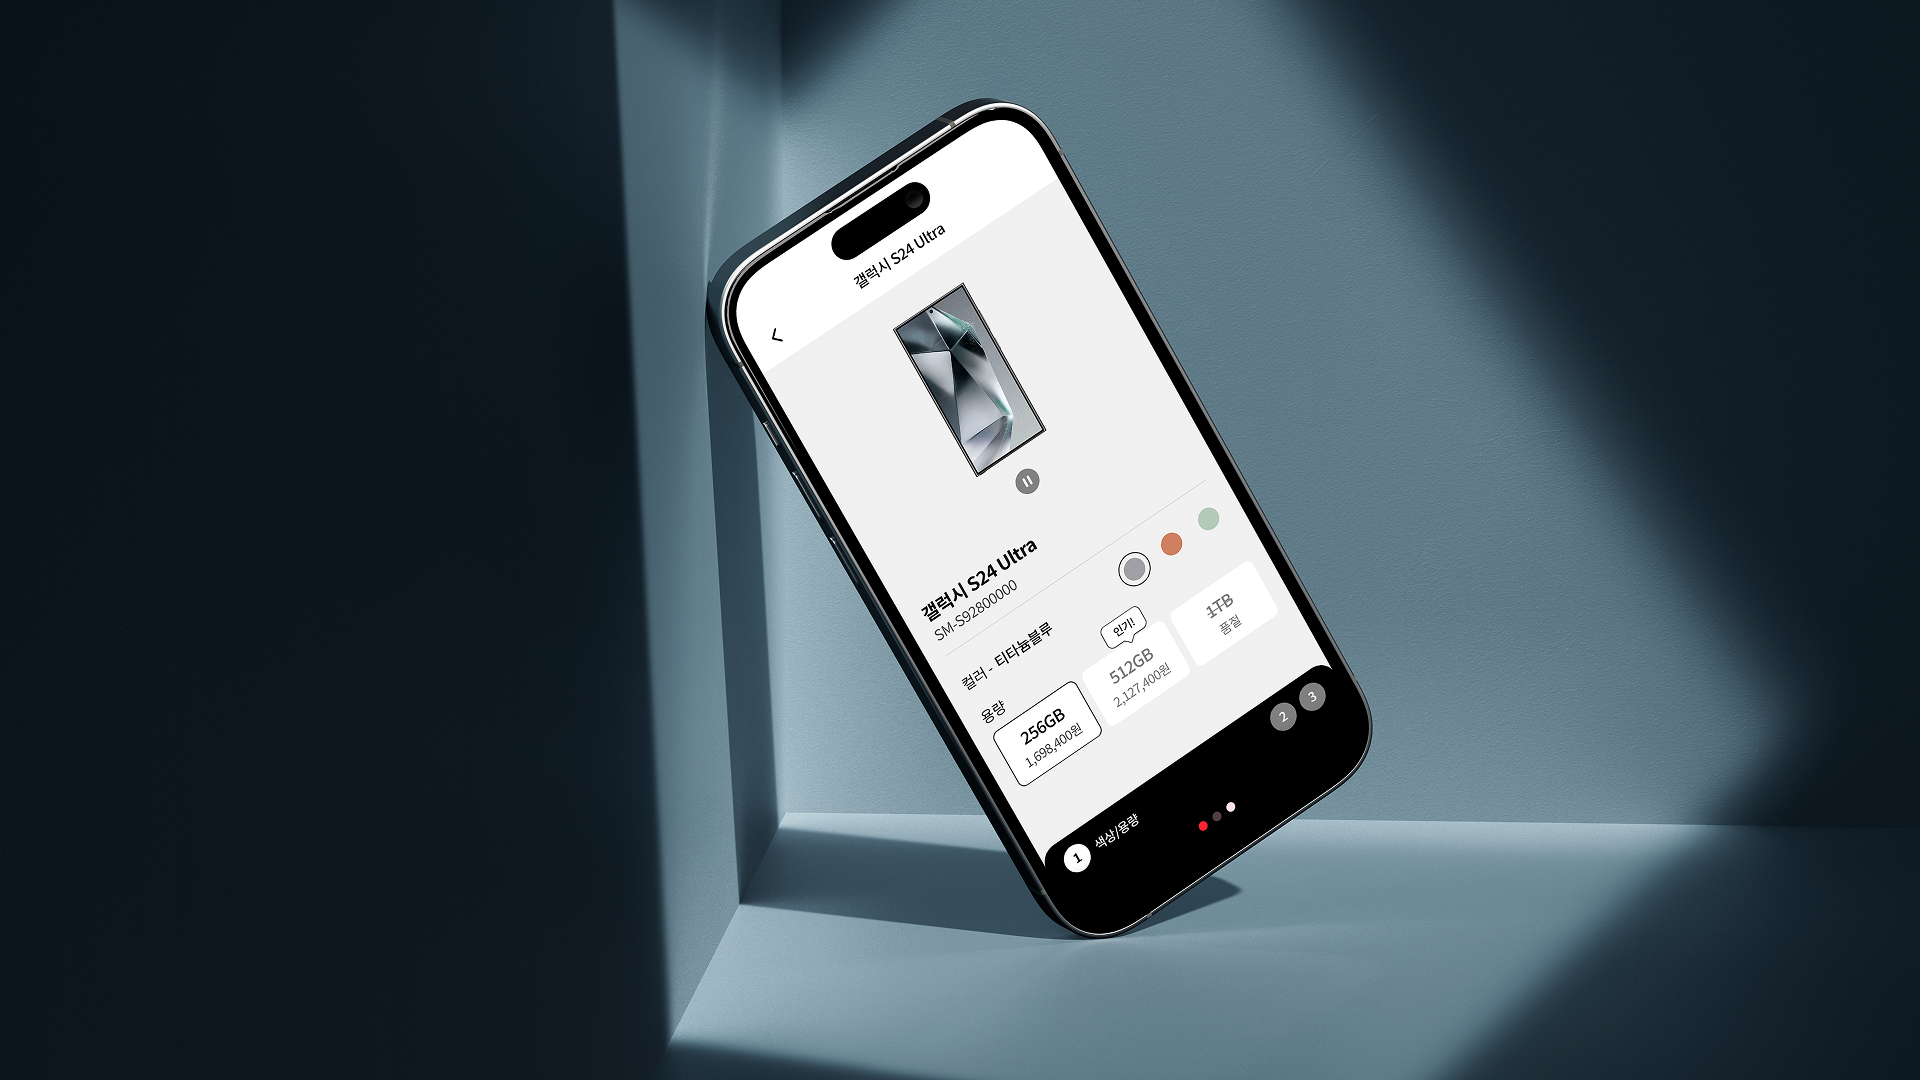 갤럭시 S24 Ultra
갤럭시 S24 Ultra
SM-S92800000
컬러 - 티타늄블루
용량
256GB
1,698,400원
인기!
512GB
2,127,400원
1TB
품절
1 색상/용량
2
3